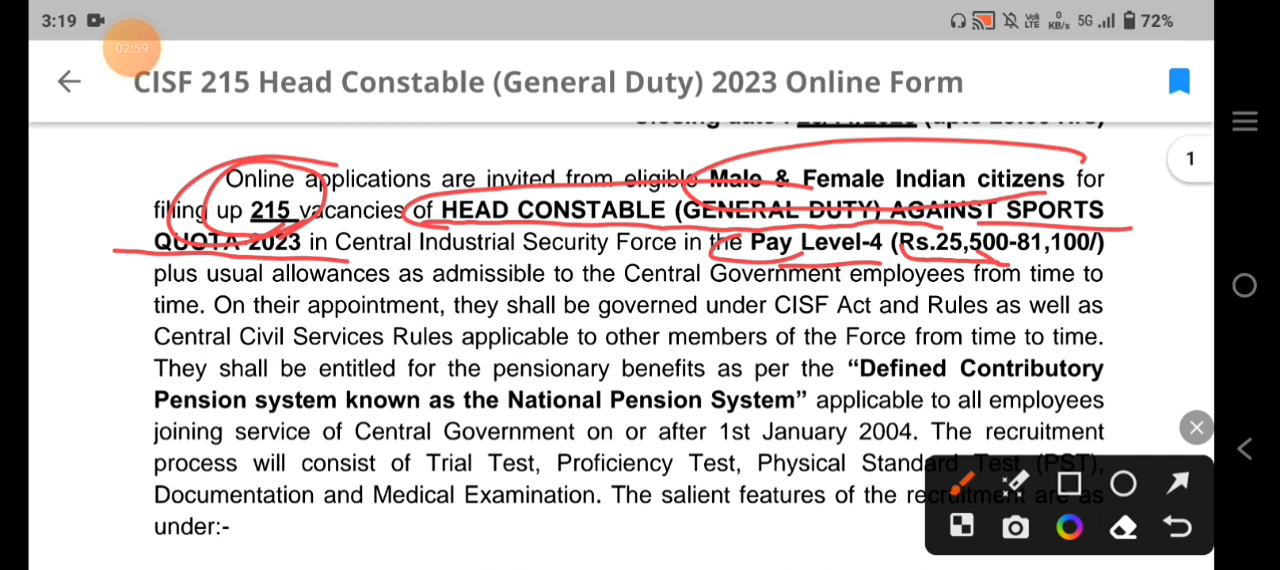 3:19
0
5G
72%
VoI
LTE
KB/s
02:59
CISF 215 Head Constable (General Duty) 2023 Online Form
1
Online applications are invited from eligible Male & Female Indian citizens for
filling up 215 vacancies of HEAD CONSTABLE (GENERAL DUTY) AGAINST SPORTS
QUOTA 2023 in Central Industrial Security Force in the Pay Level-4 (Rs.25,500-81,100/)
plus usual allowances as admissible to the Central Government employees from time to
time. On their appointment, they shall be governed under CISF Act and Rules as well as
Central Civil Services Rules applicable to other members of the Force from time to time.
They shall be entitled for the pensionary benefits as per the “Defined Contributory
Pension system known as the National Pension System” applicable to all employees
joining service of Central Government on or after 1st January 2004. The recruitment
process will consist of Trial Test, Proficiency Test, Physical Standard Test (PST),
Documentation and Medical Examination. The salient features of the recruitment are as
under:-